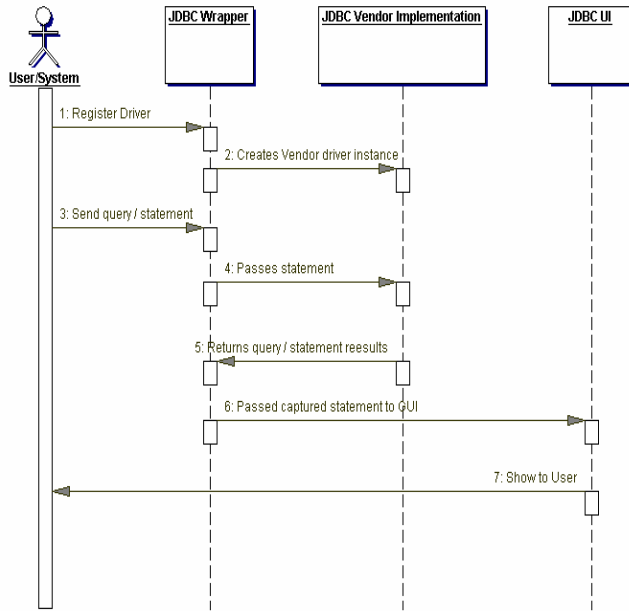 JDBC Wrapper
JDBC Vendor Implementation
JDBC UI
User/System
1: Register Driver
2: Creates Vendor driver instance
3: Send query / statement
4: Passes statement
5: Returns query / statement reesults
6: Passed captured statement to GUI
7: Show to User